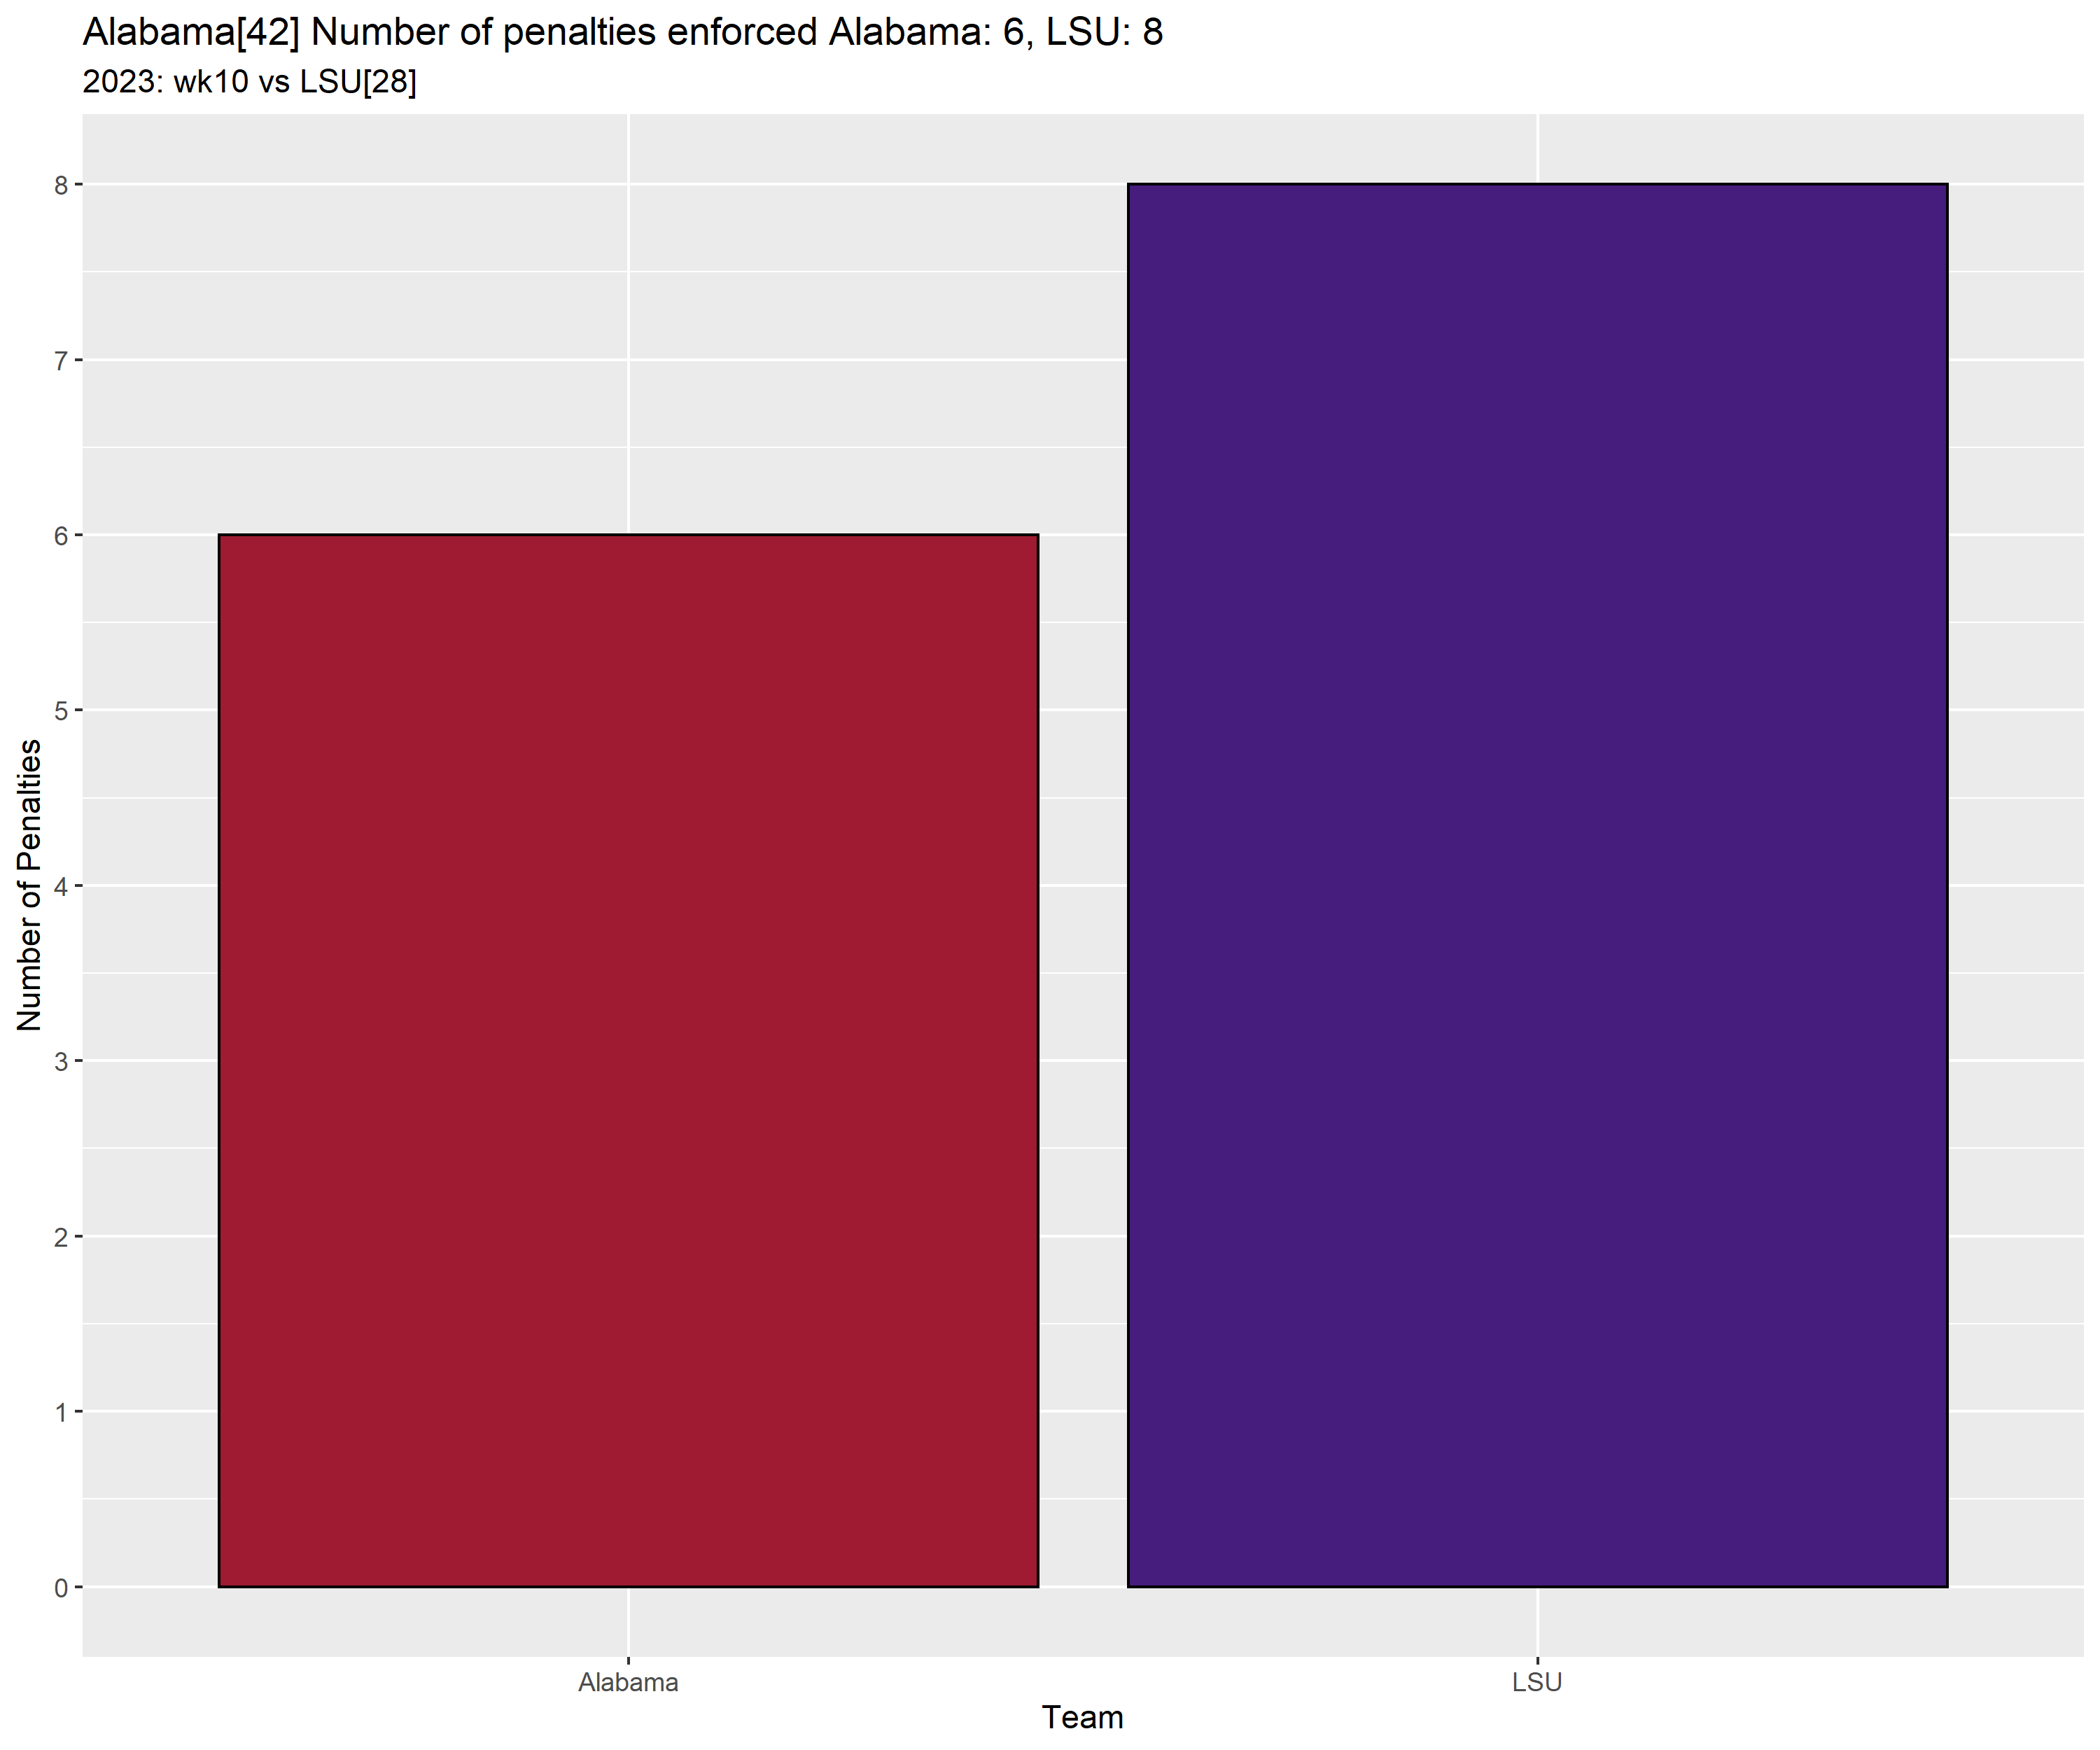 Alabama[42] Number of penalties enforced Alabama: 6, LSU: 8
2023: wk10 vs LSU[28]
Number of Penalties
8
7
6
5
4
3
2
1
0
Alabama
LSU
Team